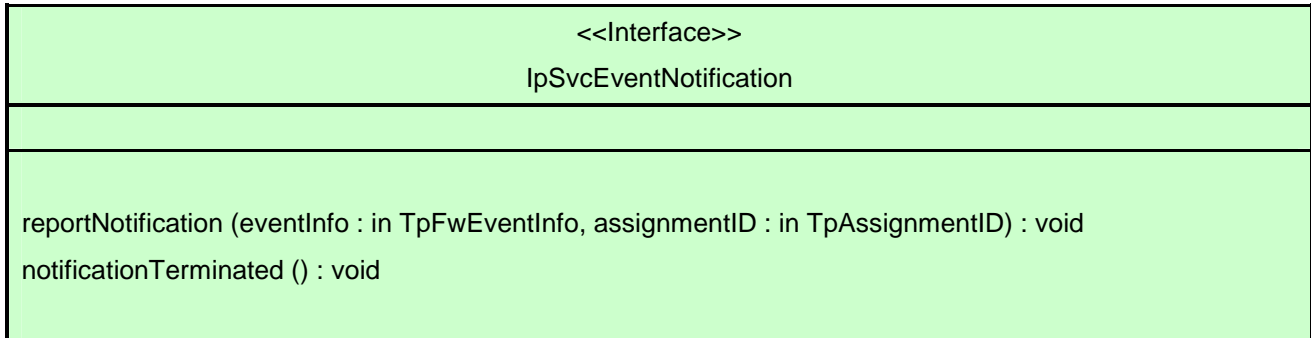 <<Interface>>
IpSvcEventNotification
reportNotification (eventInfo : in TpFwEventInfo, assignmentID : in TpAssignmentID) : void
notificationTerminated () : void